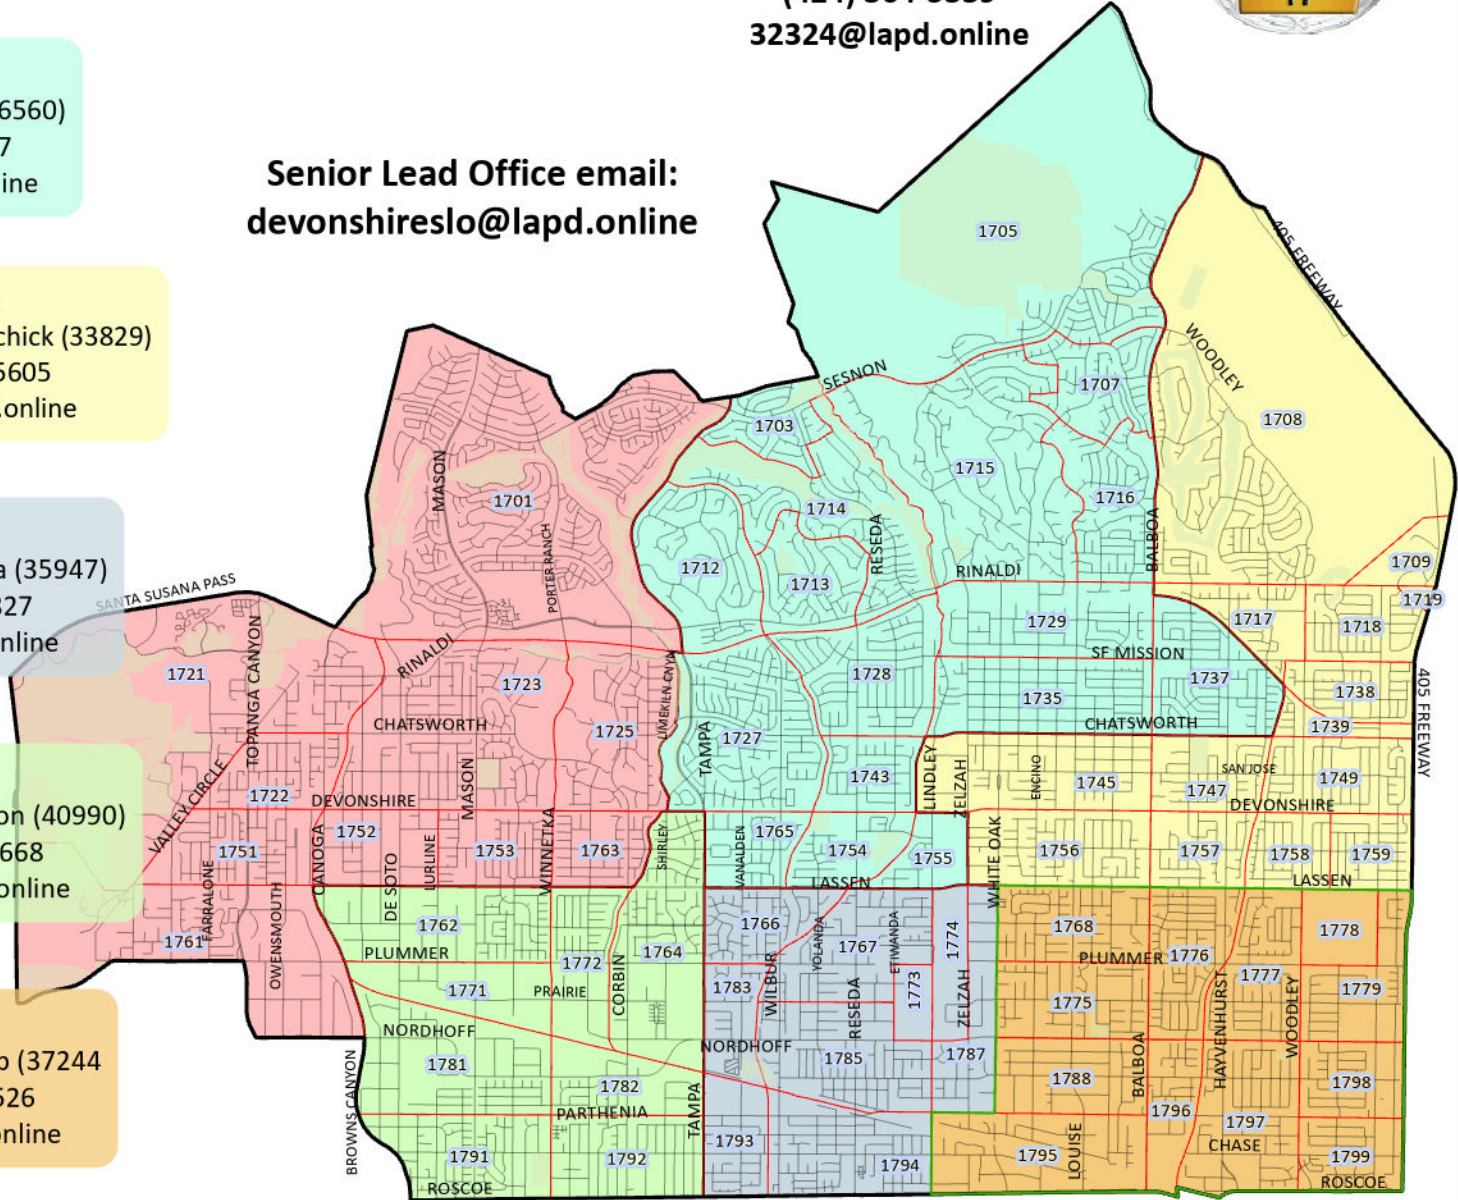 32324@lapd.online
17
6560)
7
ine
Senior Lead Office email:
devonshireslo@lapd.online
chick (33829)
5605
.online
a (35947)
327
online
on (40990)
668
online
p (37244
526
online
405 FREEWAY
1705
WOODLEY
SESNON
1707
1708
1703
MASON
1701
1715
1716
1714
RESEDA
BALBOA
PORTER RANCH
1712
1713
RINALDI
1709
SANTA SUSANA PASS
1719
1729
1717
1718
TOPANGA CANYON
RINALDI
SF MISSION
1721
1723
LIMEKILN CNYA
1728
1737
1735
1738
405 FREEWAY
CHATSWORTH
1725
TAMPA
1727
CHATSWORTH
1739
VALLEY CIRCLE
MASON
1743
LINDLEY
ZELZAH
ENCINO
1745
SAN JOSE
1747
1749
1722
DEVONSHIRE
DEVONSHIRE
CANOGA
1752
LURLINE
WINNETKA
SHIRLEY
VANALDEN
1765
WHITE OAK
1751
1753
1763
1754
1755
1756
1757
1758
1759
FARRALONE
DE SOTO
LASSEN
LASSEN
OWENSMOUTH
1762
1766
YOLANDA
ETIWANDA
1774
1768
1778
1761
PLUMMER
1772
1764
1767
PLUMMER
1776
CORBIN
WILBUR
1777
1771
PRAIRIE
1783
RESEDA
1773
ZELZAH
1775
HAYVENHURST
WOODLEY
1779
NORDHOFF
NORDHOFF
1781
1785
1787
BALBOA
BROWNS CANYON
1782
TAMPA
1788
1798
PARTHENIA
1796
1797
1793
LOUISE
CHASE
1791
1792
1794
1795
1799
ROSCOE
ROSCOE